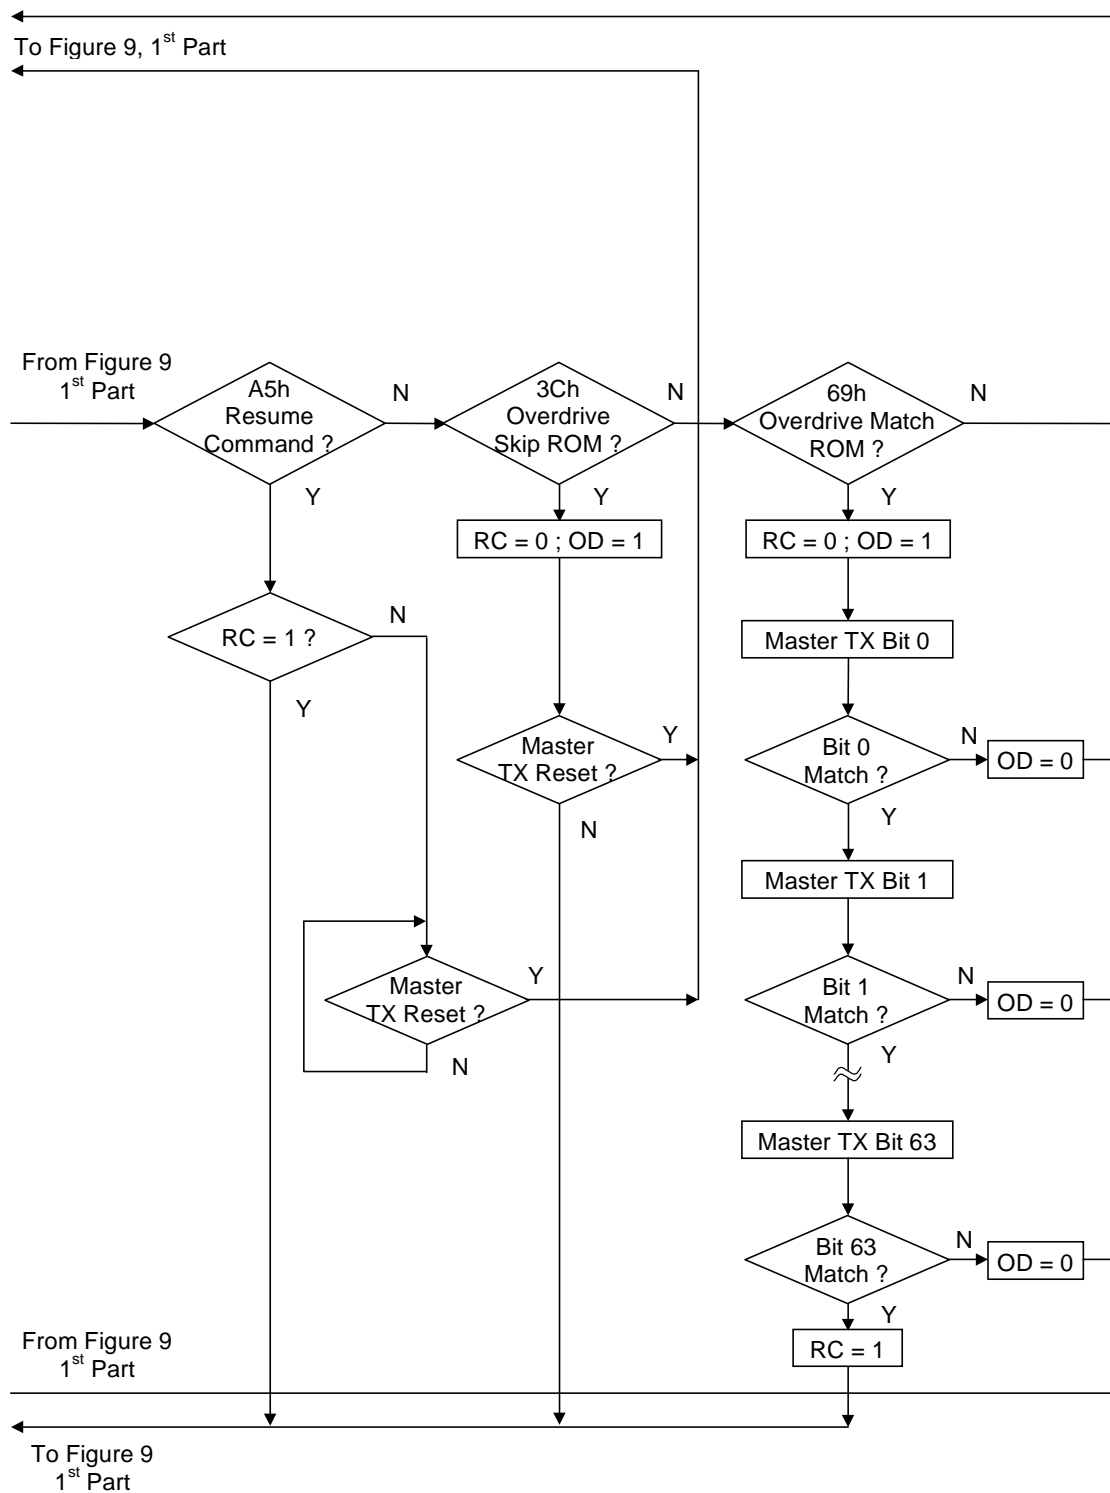 To Figure 9, 1st Part
From Figure 9
1st Part
A5h
Resume
Command ?
N
Y
3Ch
Overdrive
Skip ROM ?
N
Y
69h
Overdrive Match
ROM ?
N
Y
RC = 0 ; OD = 1
RC = 0 ; OD = 1
RC = 1 ?
N
Y
Master TX Bit 0
Master
TX Reset ?
Y
N
Bit 0
Match ?
N
OD = 0
Y
Master TX Bit 1
Master
TX Reset ?
Y
N
Bit 1
Match ?
N
OD = 0
Y
Master TX Bit 63
Bit 63
Match ?
N
OD = 0
Y
RC = 1
From Figure 9
1st Part
To Figure 9
1st Part